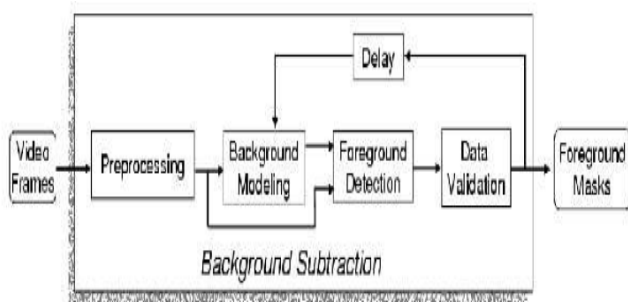 Delay
Video
Frames
Preprocessing
Background
Modeling
Foreground
Detection
Data
Validation
Foreground
Masks
Background Subtraction